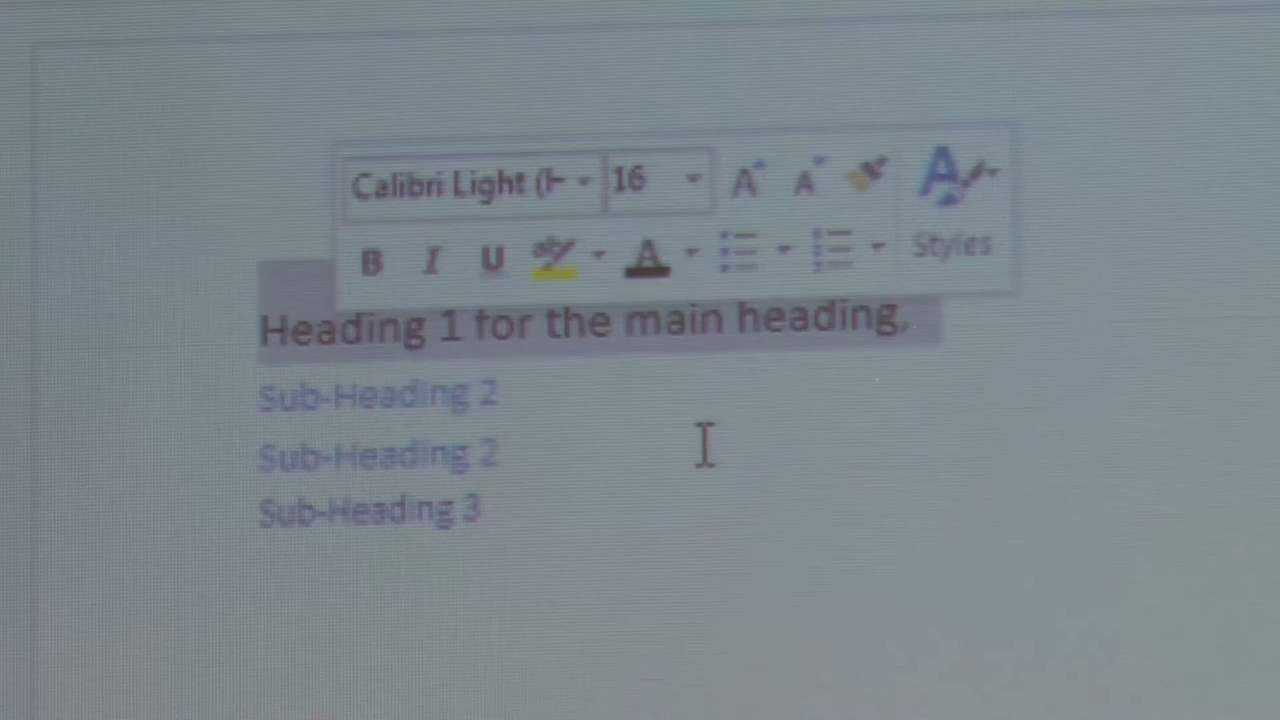 Calibri Light (H 16 A A
B I U ab A Styles
Heading 1 for the main heading,
Sub-Heading 2
Sub-Heading 2
Sub-Heading 3